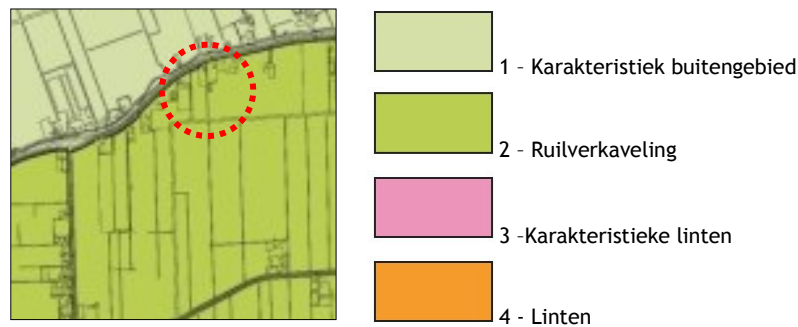 1 – Karakteristiek buitengebied
2 – Ruilverkaveling
3 –Karakteristieke linten
4 - Linten